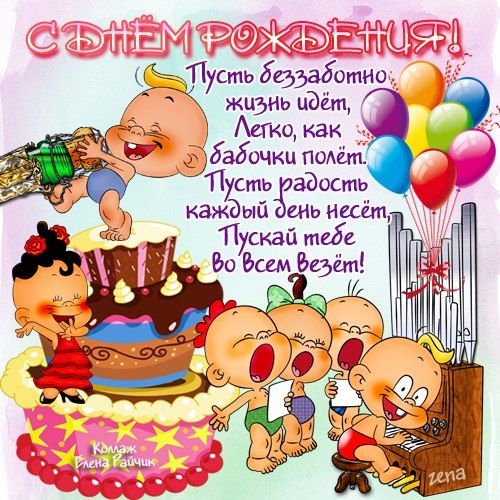 С ДНЁМ РОЖДЕНИЯ!
Пусть беззаботно
жизнь идёт,
Легко, как
бабочки полёт.
Пусть радость
каждый день несёт,
Пускай тебе
во всем везёт!
Коллаж
Елена Райчик
zena